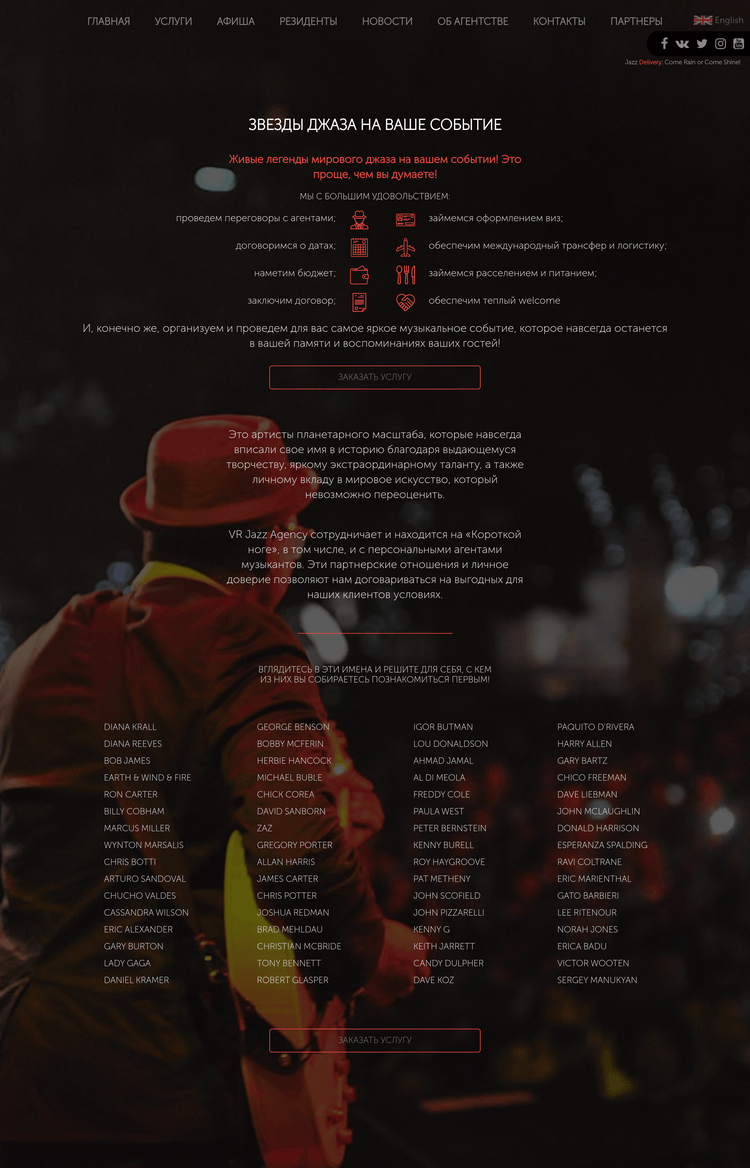 ГЛАВНАЯ УСЛУГИ АФИША РЕЗИДЕНТЫ НОВОСТИ ОБ АГЕНТСТВЕ КОНТАКТЫ ПАРТНЕРЫ English
Jazz Delivery: Come Rain or Come Shine!
ЗВЕЗДЫ ДЖАЗА НА ВАШЕ СОБЫТИЕ
Живые легенды мирового джаза на вашем событии! Это
проще, чем вы думаете!
МЫ С БОЛЬШИМ УДОВОЛЬСТВИЕМ:
проведем переговоры с агентами; займемся оформлением виз;
договоримся о датах; обеспечим международный трансфер и логистику;
наметим бюджет; займемся расселением и питанием;
заключим договор; обеспечим теплый welcome
И, конечно же, организуем и проведем для вас самое яркое музыкальное событие, которое навсегда останется
в вашей памяти и воспоминаниях ваших гостей!
ЗАКАЗАТЬ УСЛУГУ
Это артисты планетарного масштаба, которые навсегда
вписали свое имя в историю благодаря выдающемуся
творчеству, яркому экстраординарному таланту, а также
личному вкладу в мировое искусство, который
невозможно переоценить.
VR Jazz Agency сотрудничает и находится на «Короткой
ноге», в том числе, и с персональными агентами
музыкантов. Эти партнерские отношения и личное
доверие позволяют нам договариваться на выгодных для
наших клиентов условиях.
ВГЛЯДИТЕСЬ В ЭТИ ИМЕНА И РЕШИТЕ ДЛЯ СЕБЯ, С КЕМ
ИЗ НИХ ВЫ СОБИРАЕТЕСЬ ПОЗНАКОМИТЬСЯ ПЕРВЫМ!
DIANA KRALL GEORGE BENSON IGOR BUTMAN PAQUITO D'RIVERA
DIANA REEVES BOBBY MCFERIN LOU DONALDSON HARRY ALLEN
BOB JAMES HERBIE HANCOCK AHMAD JAMAL GARY BARTZ
EARTH & WIND & FIRE MICHAEL BUBLE AL DI MEOLA CHICO FREEMAN
RON CARTER CHICK COREA FREDDY COLE DAVE LIEBMAN
BILLY COBHAM DAVID SANBORN PAULA WEST JOHN MCLAUGHLIN
MARCUS MILLER ZAZ PETER BERNSTEIN DONALD HARRISON
WYNTON MARSALIS GREGORY PORTER KENNY BURELL ESPERANZA SPALDING
CHRIS BOTTI ALLAN HARRIS ROY HAYGROOVE RAVI COLTRANE
ARTURO SANDOVAL JAMES CARTER PAT METHENY ERIC MARIENTHAL
CHUCHO VALDES CHRIS POTTER JOHN SCOFIELD GATO BARBIERI
CASSANDRA WILSON JOSHUA REDMAN JOHN PIZZARELLI LEE RITENOUR
ERIC ALEXANDER BRAD MEHLDAU KENNY G NORAH JONES
GARY BURTON CHRISTIAN MCBRIDE KEITH JARRETT ERICA BADU
LADY GAGA TONY BENNETT CANDY DULPHER VICTOR WOOTEN
DANIEL KRAMER ROBERT GLASPER DAVE KOZ SERGEY MANUKYAN
ЗАКАЗАТЬ УСЛУГУ